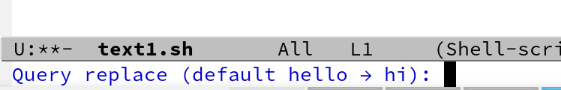 U:**-  text1.sh       All   L1     (Shell-scri
Query replace (default hello → hi):